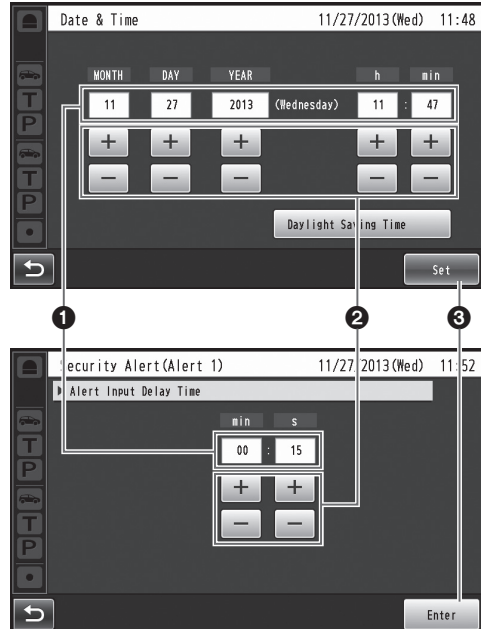 Date & Time 11/27/2013(Wed) 11:48
MONTH DAY YEAR h min
11 27 2013 (Wednesday) 11 : 47
+ + + + +
− − − − −
T
P
T
P
Daylight Saving Time
Set
1 2 3
ecurity Alert(Alert 1) 11/27/2013(Wed) 11:52
Alert Input Delay Time
min s
00 : 15
+ +
− −
T
P
T
P
Enter